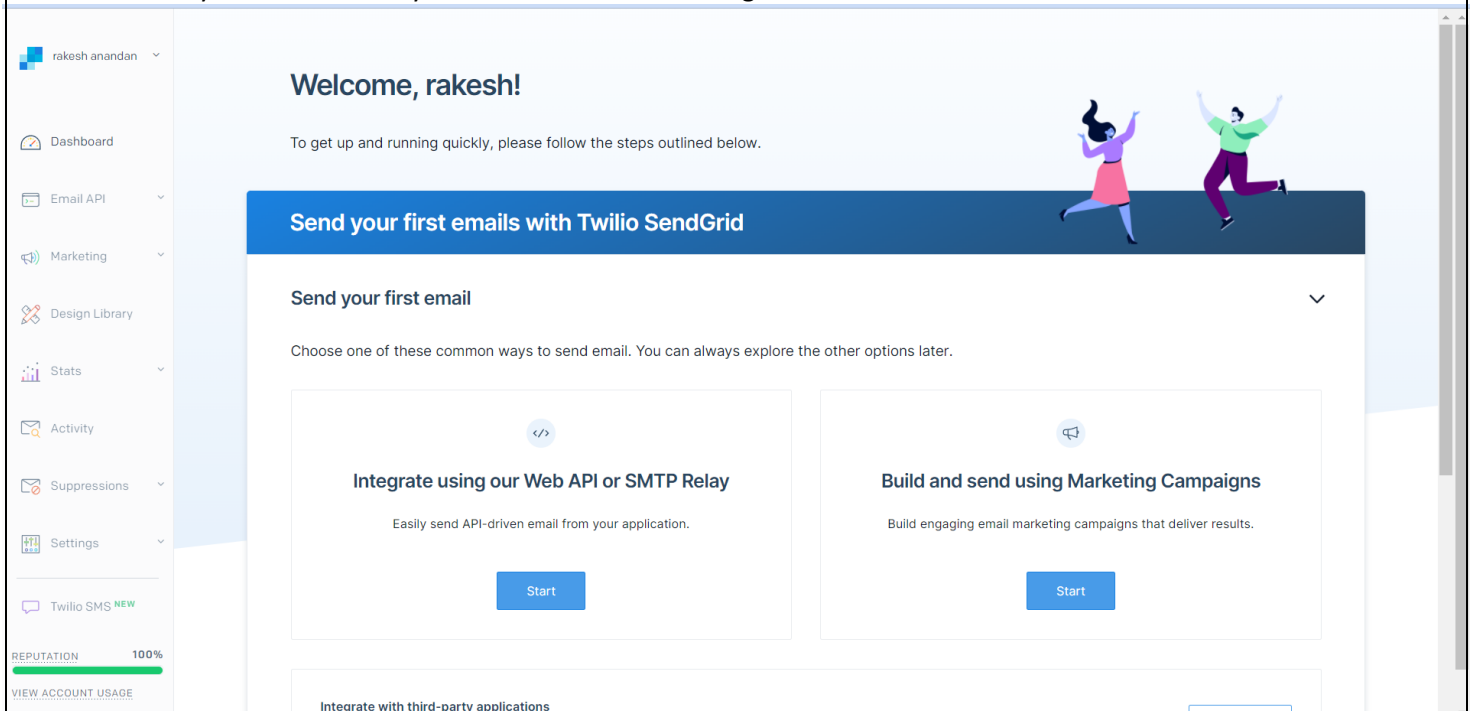 rakesh anandan
Dashboard
Email API
Marketing
Design Library
Stats
Activity
Suppressions
Settings
Twilio SMS NEW
REPUTATION 100%
VIEW ACCOUNT USAGE
Welcome, rakesh!
To get up and running quickly, please follow the steps outlined below.
Send your first emails with Twilio SendGrid
Send your first email
Choose one of these common ways to send email. You can always explore the other options later.
Integrate using our Web API or SMTP Relay
Easily send API-driven email from your application.
Start
Build and send using Marketing Campaigns
Build engaging email marketing campaigns that deliver results.
Start
Integrate with third-party applications